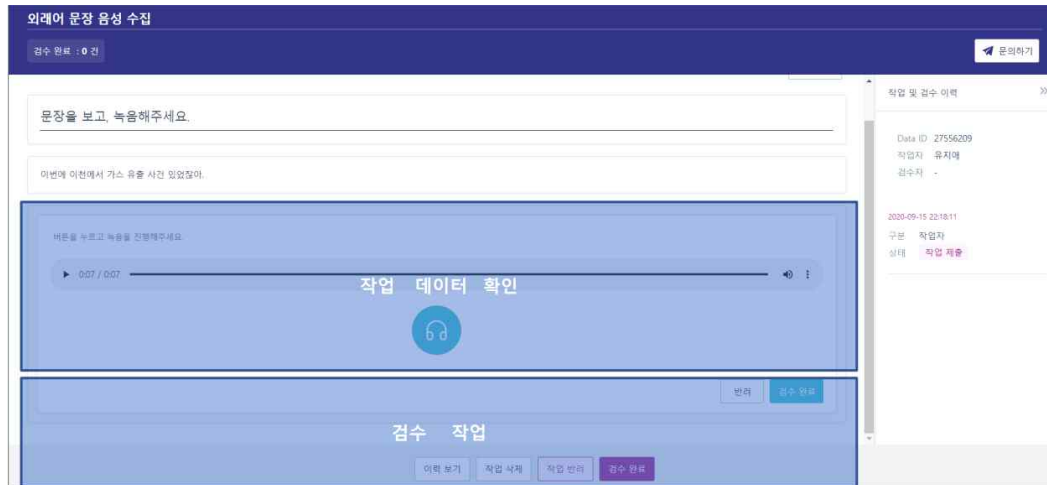 외래어 문장 음성 수집
검수 완료 : 0 건
문의하기
문장을 보고, 녹음해주세요.
이번에 이천에서 가스 유출 사건 있었잖아.
버튼을 누르고 녹음을 진행해주세요.
0:07 / 0:07
작업 데이터 확인
반려
검수 완료
검수 작업
이력 보기
작업 삭제
작업 반려
검수 완료
작업 및 검수 이력
Data ID 27556209
작업자 유지애
검수자 -
2020-09-15 22:18:11
구분 작업자
상태 작업 제출